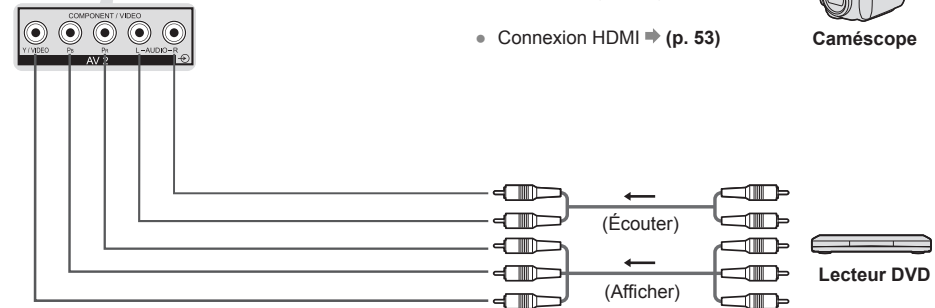 COMPONENT / VIDEO
Y / VIDEO PB PR L –AUDIO– R
AV 2
● Connexion HDMI ➡ (p. 53)
Caméscope
(Écouter)
(Afficher)
Lecteur DVD